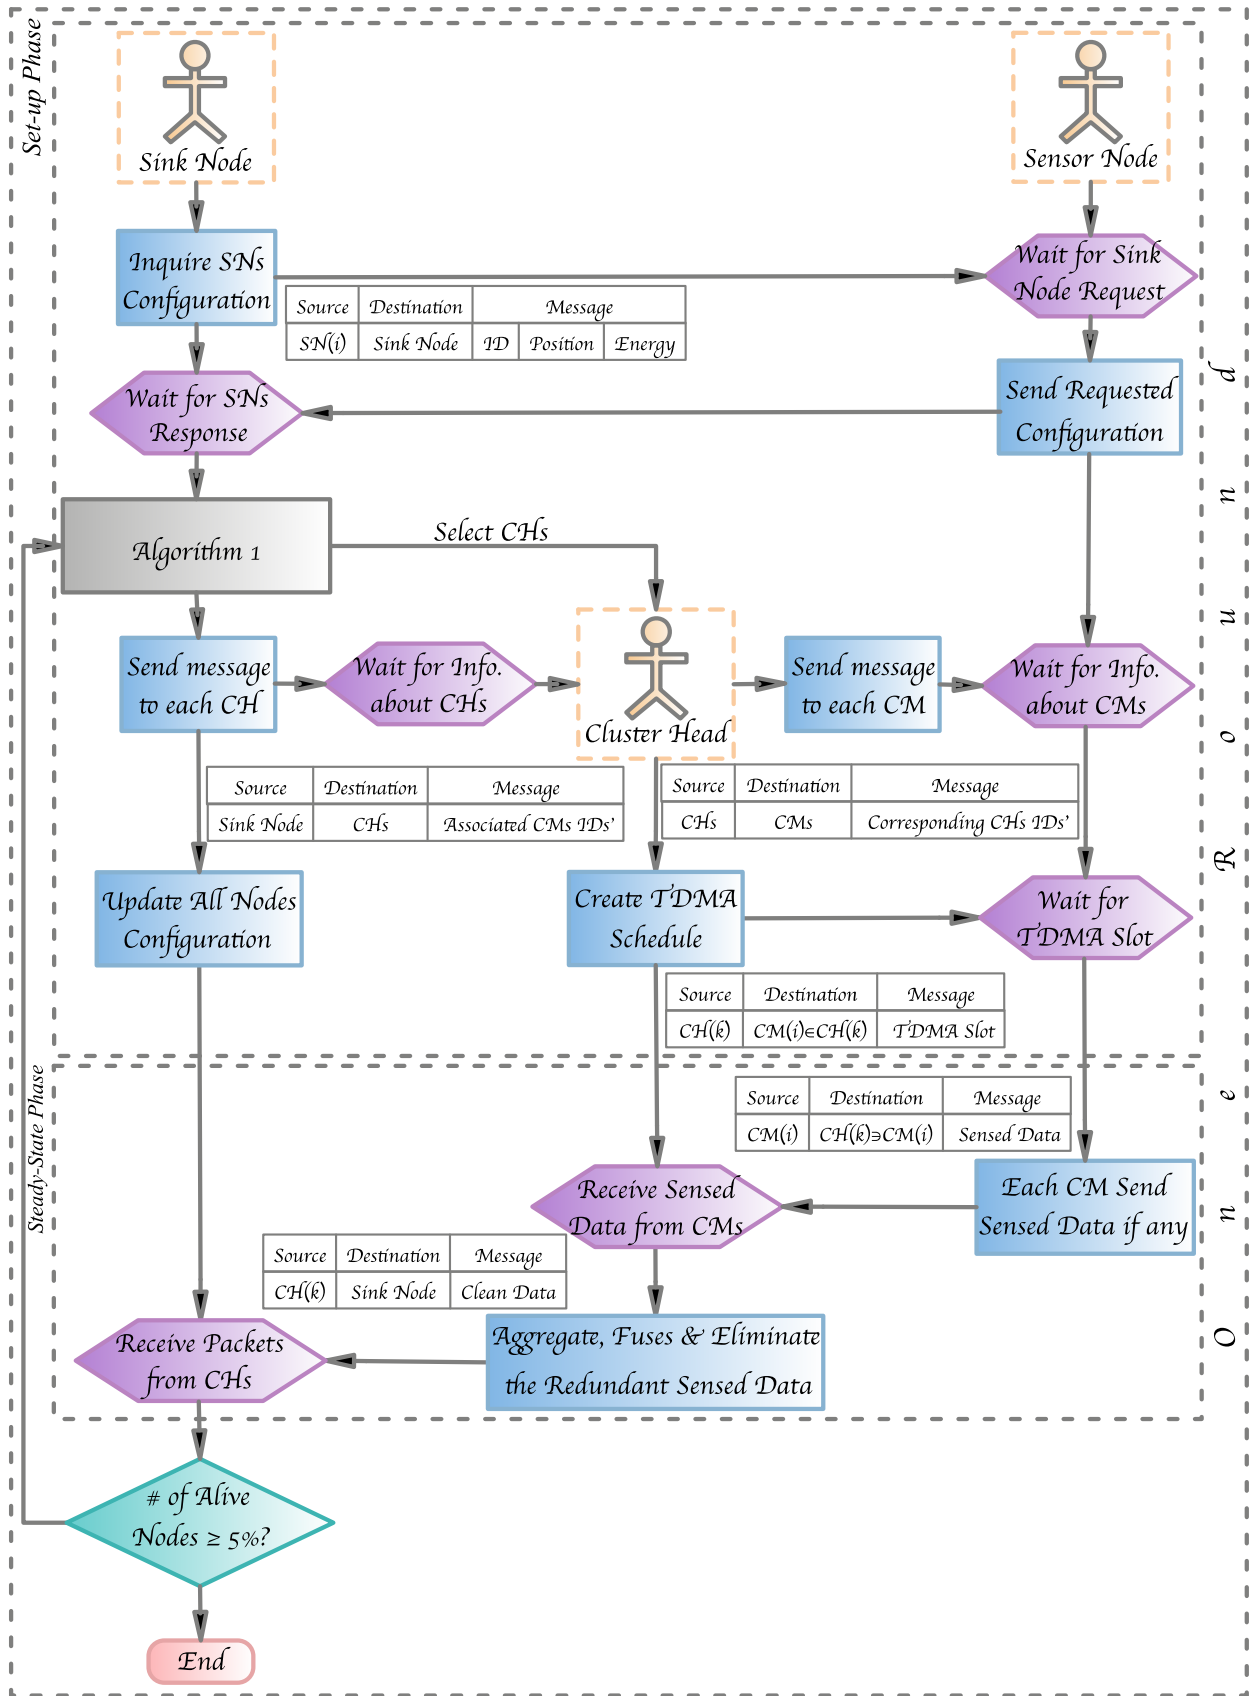 Set-up Phase
Sink Node
Sensor Node
Inquire SNs
Configuration
Wait for Sink
Node Request
Source Destination Message
SN(i) Sink Node ID Position Energy
Wait for SNs
Response
Send Requested
Configuration
Algorithm 1
Select CHs
Send message
to each CH
Wait for Info.
about CHs
Cluster Head
Send message
to each CM
Wait for Info.
about CMs
Source Destination Message
Sink Node CHs Associated CMs IDs'
Source Destination Message
CHs CMs Corresponding CHs IDs'
Update All Nodes
Configuration
Create TDMA
Schedule
Wait for
TDMA Slot
Source Destination Message
CH(k) CM(i)∈CH(k) TDMA Slot
Steady-State Phase
Source Destination Message
CM(i) CH(k)∋CM(i) Sensed Data
Receive Sensed
Data from CMs
Each CM Send
Sensed Data if any
Source Destination Message
CH(k) Sink Node Clean Data
Receive Packets
from CHs
Aggregate, Fuses & Eliminate
the Redundant Sensed Data
# of Alive
Nodes ≥ 5%?
End
One Round